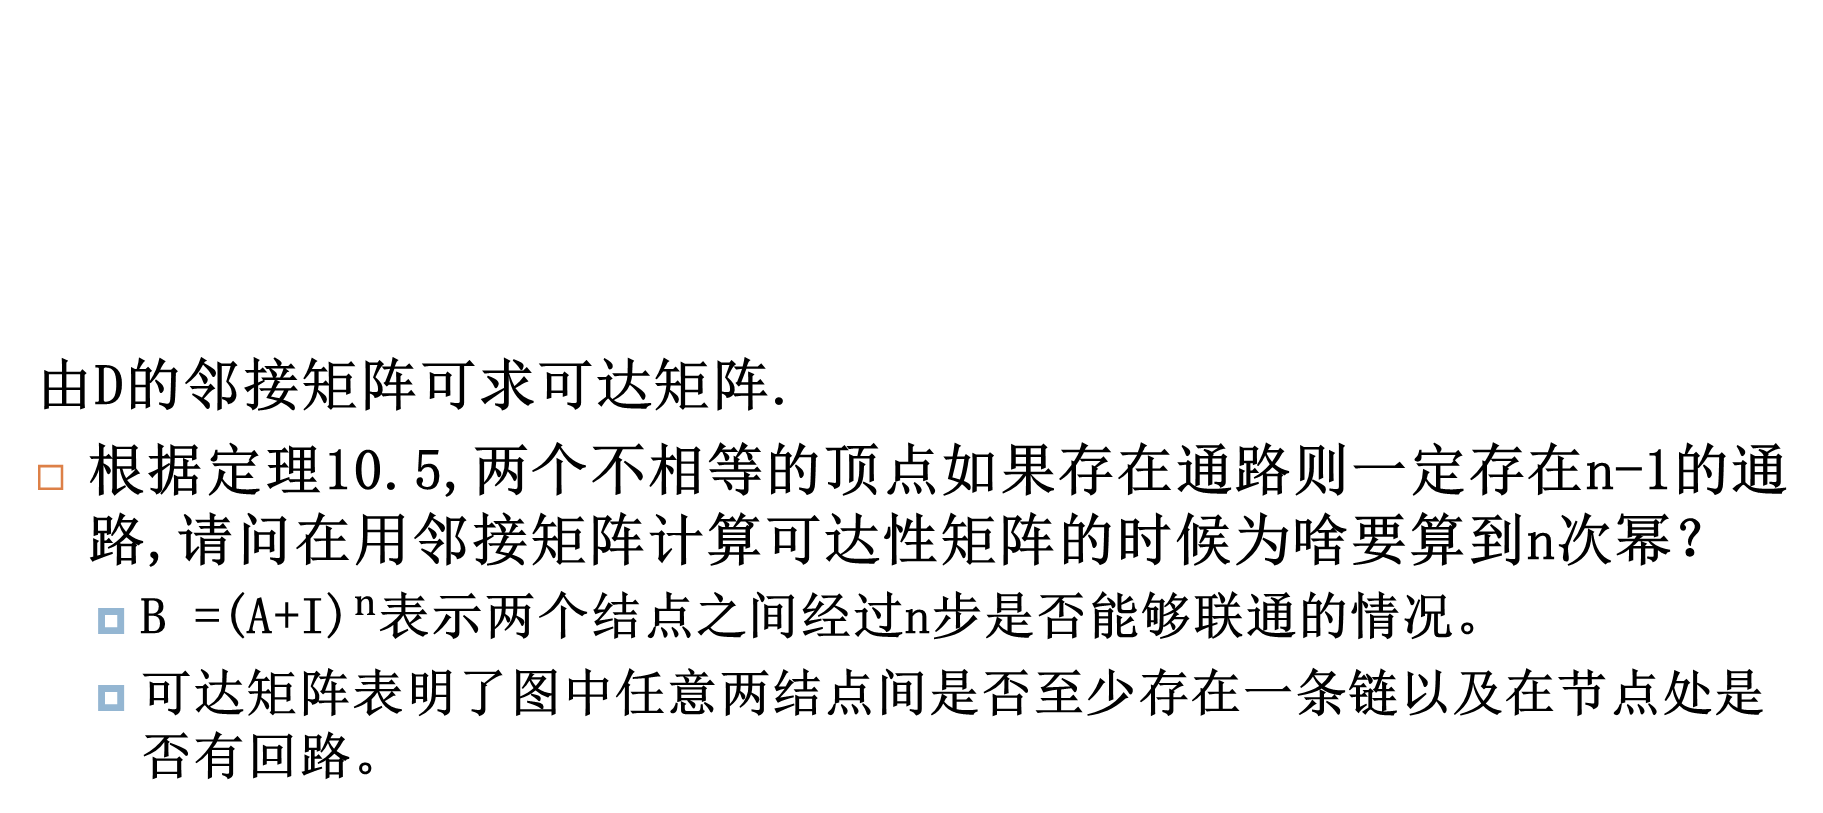 由D的邻接矩阵可求可达矩阵.
根据定理10.5,两个不相等的顶点如果存在通路则一定存在n-1的通
路,请问在用邻接矩阵计算可达性矩阵的时候为啥要算到n次幂?
B =(A+I)ⁿ表示两个结点之间经过n步是否能够联通的情况。
可达矩阵表明了图中任意两结点间是否至少存在一条链以及在节点处是
否有回路。